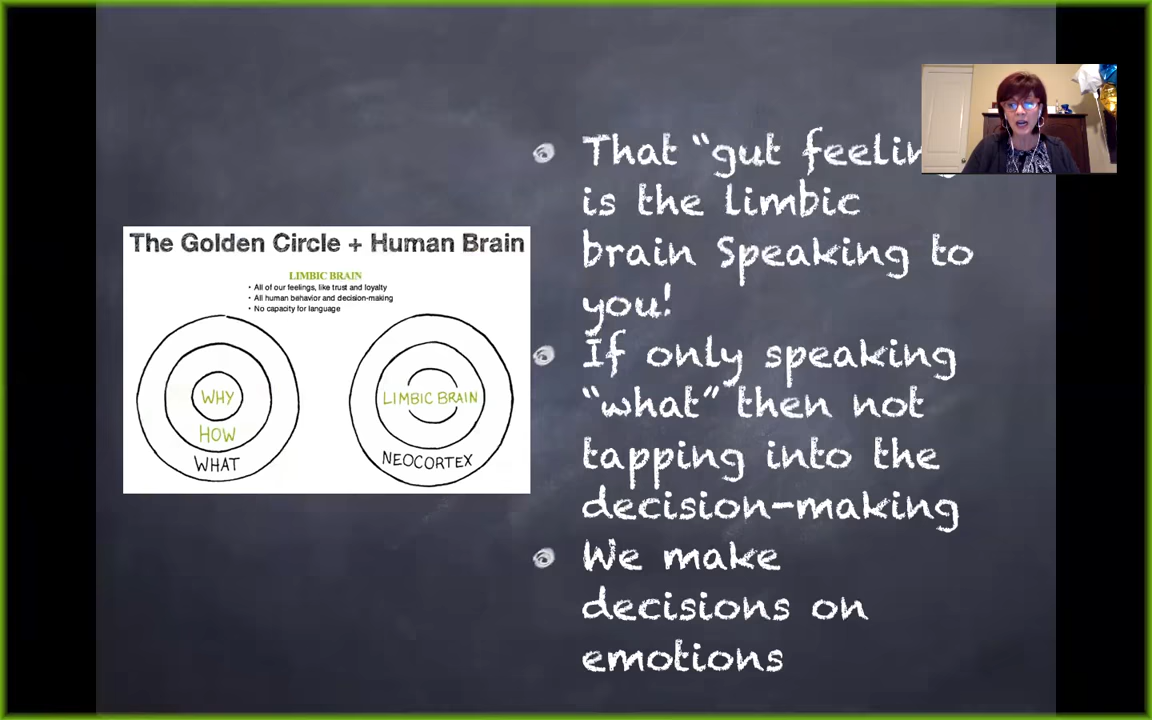 The Golden Circle + Human Brain
LIMBIC BRAIN
• All of our feelings, like trust and loyalty
• All human behavior and decision-making
• No capacity for language
WHY
HOW
WHAT
LIMBIC BRAIN
NEOCORTEX
That “gut
is the limbic
brain Speaking to
you!
If only speaking
“what” then not
tapping into the
decision-making
We make
decisions on
emotions